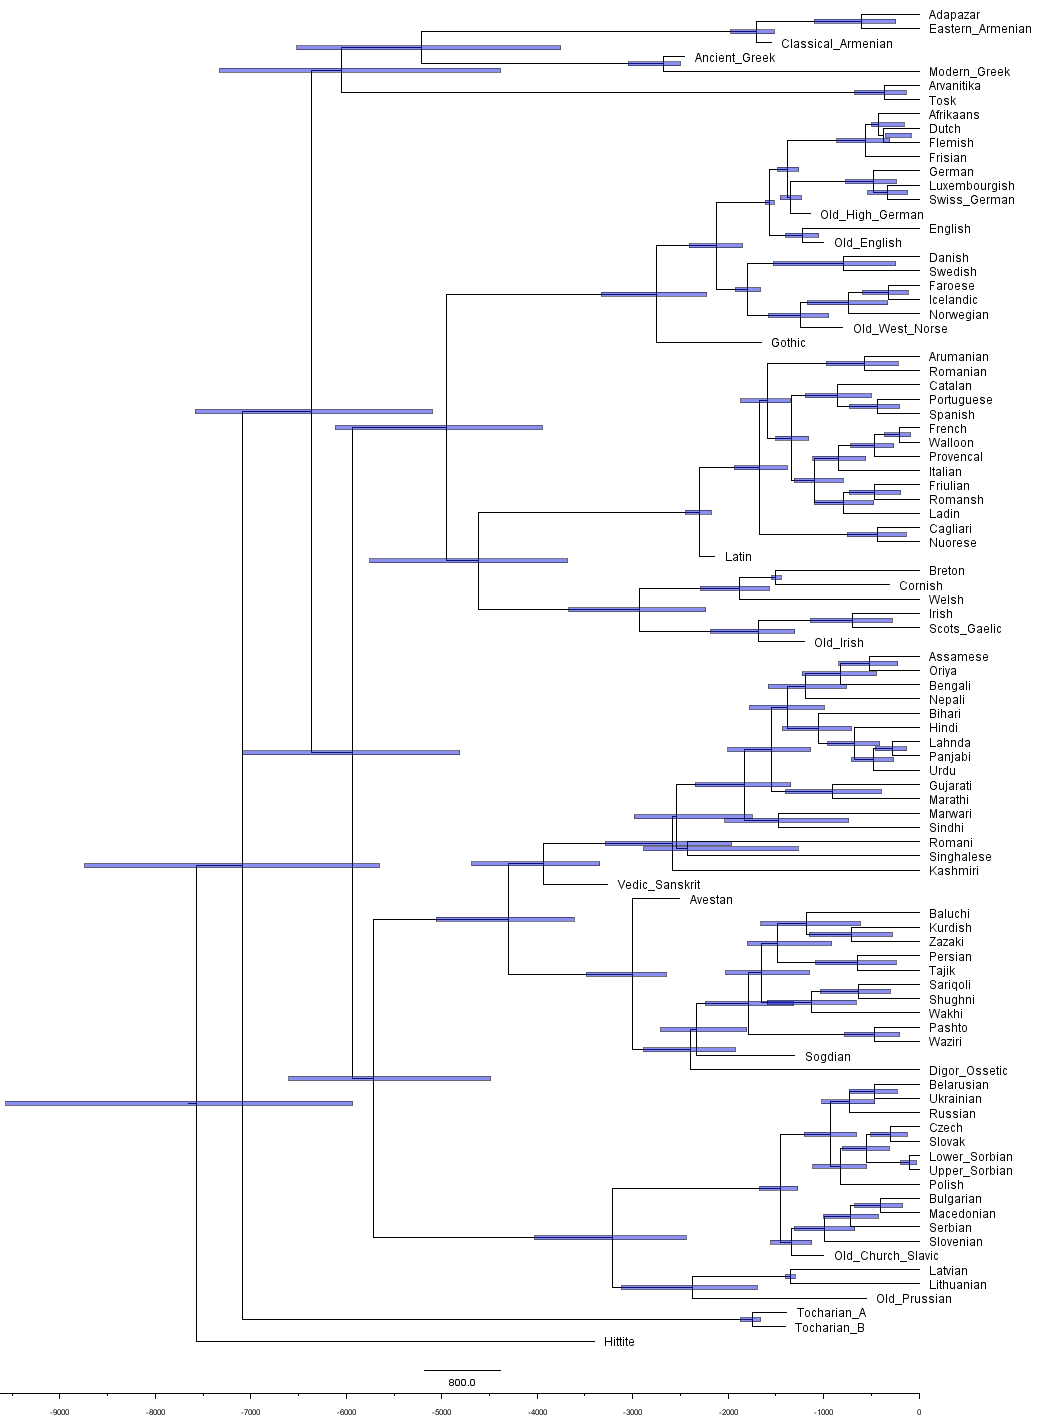 Adapazar
Eastern_Armenian
Classical_Armenian
Ancient_Greek
Modern_Greek
Arvanitika
Tosk
Afrikaans
Dutch
Flemish
Frisian
German
Luxembourgish
Swiss_German
Old_High_German
English
Old_English
Danish
Swedish
Faroese
Icelandic
Norwegian
Old_West_Norse
Gothic
Arumanian
Romanian
Catalan
Portuguese
Spanish
French
Walloon
Provencal
Italian
Friulian
Romansh
Ladin
Cagliari
Nuorese
Latin
Breton
Cornish
Welsh
Irish
Scots_Gaelic
Old_Irish
Assamese
Oriya
Bengali
Nepali
Bihari
Hindi
Lahnda
Panjabi
Urdu
Gujarati
Marathi
Marwari
Sindhi
Romani
Singhalese
Kashmiri
Vedic_Sanskrit
Avestan
Baluchi
Kurdish
Zazaki
Persian
Tajik
Sariqoli
Shughni
Wakhi
Pashto
Waziri
Sogdian
Digor_Ossetic
Belarusian
Ukrainian
Russian
Czech
Slovak
Lower_Sorbian
Upper_Sorbian
Polish
Bulgarian
Macedonian
Serbian
Slovenian
Old_Church_Slavic
Latvian
Lithuanian
Old_Prussian
Tocharian_A
Tocharian_B
Hittite
800.0
-9000 -8000 -7000 -6000 -5000 -4000 -3000 -2000 -1000 0